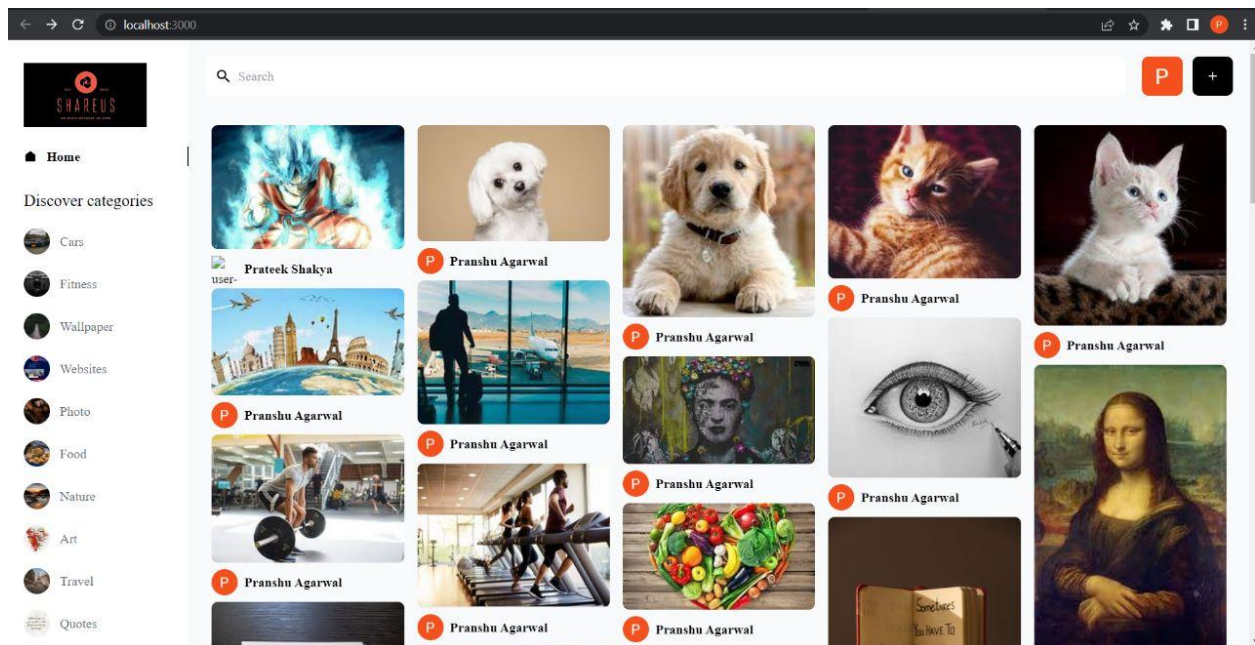 localhost:3000
P
SHAREUS
Search
P
+
Home
Discover categories
Cars
Fitness
Wallpaper
Websites
Photo
Food
Nature
Art
Travel
Quotes
user-
Prateek Shakya
P Pranshu Agarwal
P Pranshu Agarwal
P Pranshu Agarwal
P Pranshu Agarwal
P Pranshu Agarwal
P Pranshu Agarwal
P Pranshu Agarwal
P Pranshu Agarwal
P Pranshu Agarwal
P Pranshu Agarwal
P Pranshu Agarwal
P Pranshu Agarwal
Sometimes
You HAVE To